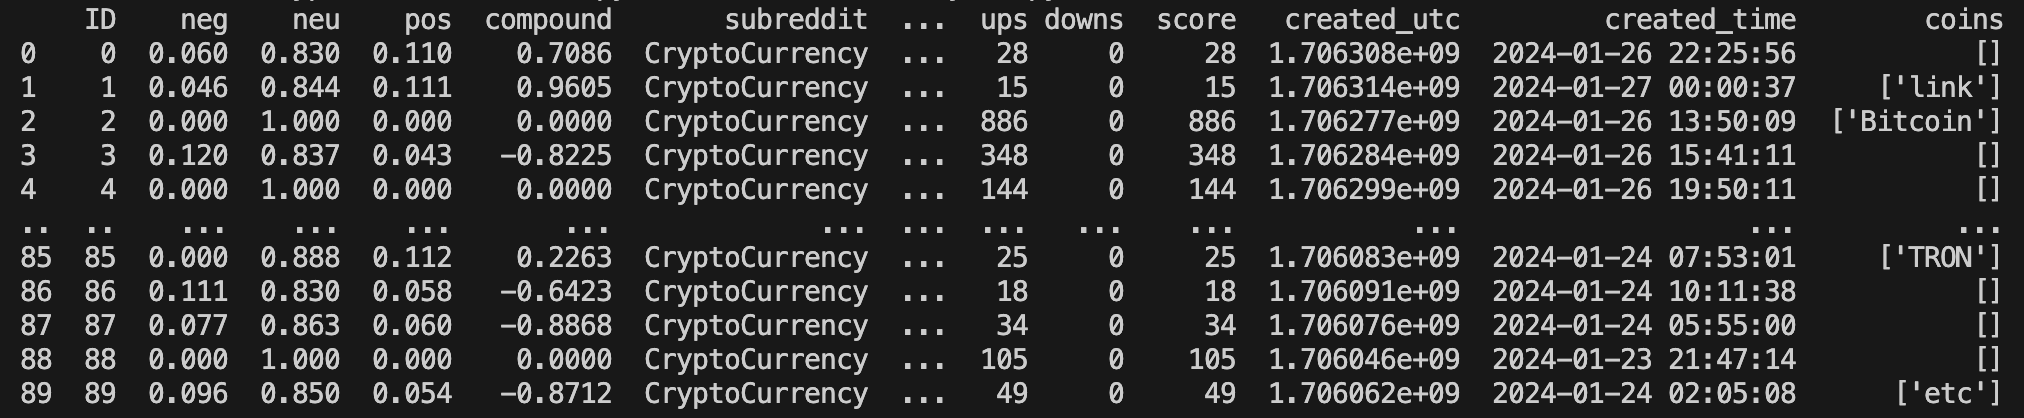 ID neg neu pos compound subreddit ... ups downs score created_utc created_time coins
0 0 0.060 0.830 0.110 0.7086 CryptoCurrency ... 28 0 28 1.706308e+09 2024-01-26 22:25:56 []
1 1 0.046 0.844 0.111 0.9605 CryptoCurrency ... 15 0 15 1.706314e+09 2024-01-27 00:00:37 ['link']
2 2 0.000 1.000 0.000 0.0000 CryptoCurrency ... 886 0 886 1.706277e+09 2024-01-26 13:50:09 ['Bitcoin']
3 3 0.120 0.837 0.043 -0.8225 CryptoCurrency ... 348 0 348 1.706284e+09 2024-01-26 15:41:11 []
4 4 0.000 1.000 0.000 0.0000 CryptoCurrency ... 144 0 144 1.706299e+09 2024-01-26 19:50:11 []
.. .. ... ... ... ... ... ... ... ... ... ... ... ...
85 85 0.000 0.888 0.112 0.2263 CryptoCurrency ... 25 0 25 1.706083e+09 2024-01-24 07:53:01 ['TRON']
86 86 0.111 0.830 0.058 -0.6423 CryptoCurrency ... 18 0 18 1.706091e+09 2024-01-24 10:11:38 []
87 87 0.077 0.863 0.060 -0.8868 CryptoCurrency ... 34 0 34 1.706076e+09 2024-01-24 05:55:00 []
88 88 0.000 1.000 0.000 0.0000 CryptoCurrency ... 105 0 105 1.706046e+09 2024-01-23 21:47:14 []
89 89 0.096 0.850 0.054 -0.8712 CryptoCurrency ... 49 0 49 1.706062e+09 2024-01-24 02:05:08 ['etc']